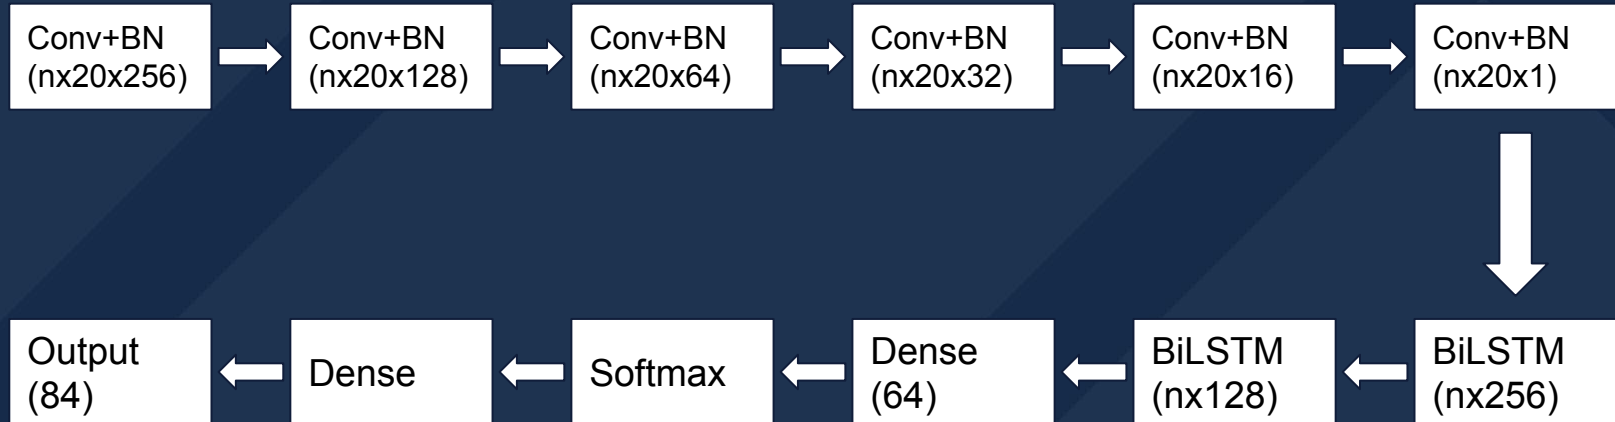 Conv+BN
(nx20x256)
Conv+BN
(nx20x128)
Conv+BN
(nx20x64)
Conv+BN
(nx20x32)
Conv+BN
(nx20x16)
Conv+BN
(nx20x1)
Output
(84)
Dense
Softmax
Dense
(64)
BiLSTM
(nx128)
BiLSTM
(nx256)